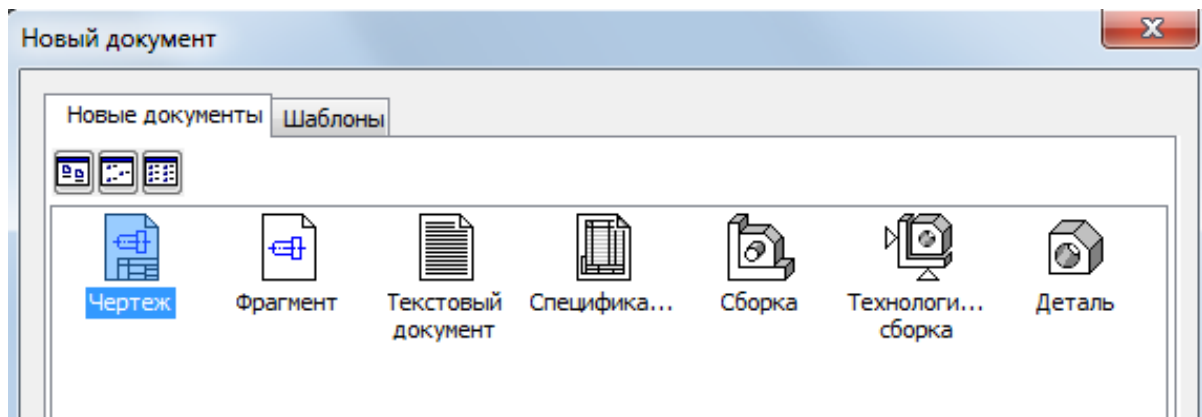 Новый документ
Новые документы Шаблоны
Чертеж Фрагмент Текстовый документ Специфика... Сборка Технологи... сборка Деталь